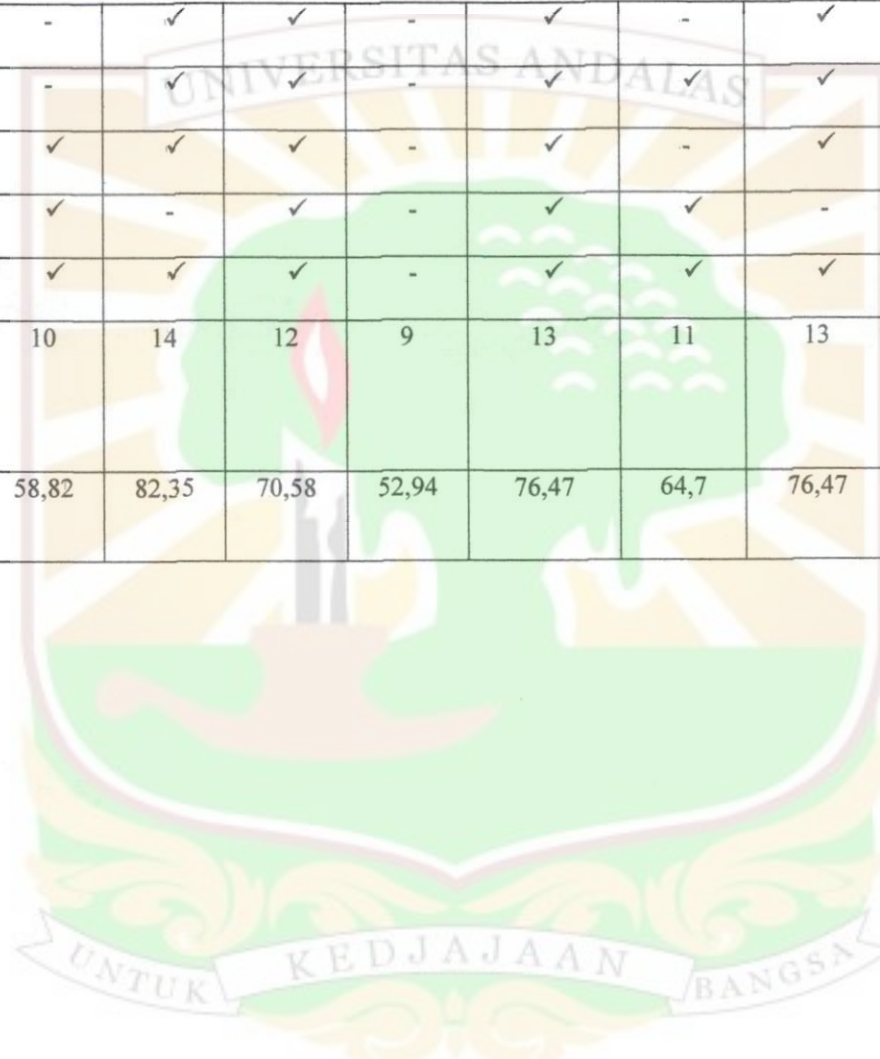 - ✓ ✓ - ✓ - ✓
UNIVERSITAS ANDALAS
- ✓ ✓ - ✓ ✓ ✓
✓ ✓ ✓ - ✓ - ✓
✓ - ✓ - ✓ ✓ -
✓ ✓ ✓ - ✓ ✓ ✓
10 14 12 9 13 11 13
58,82 82,35 70,58 52,94 76,47 64,7 76,47
UNTUK KEDJAJAAN BANGSA